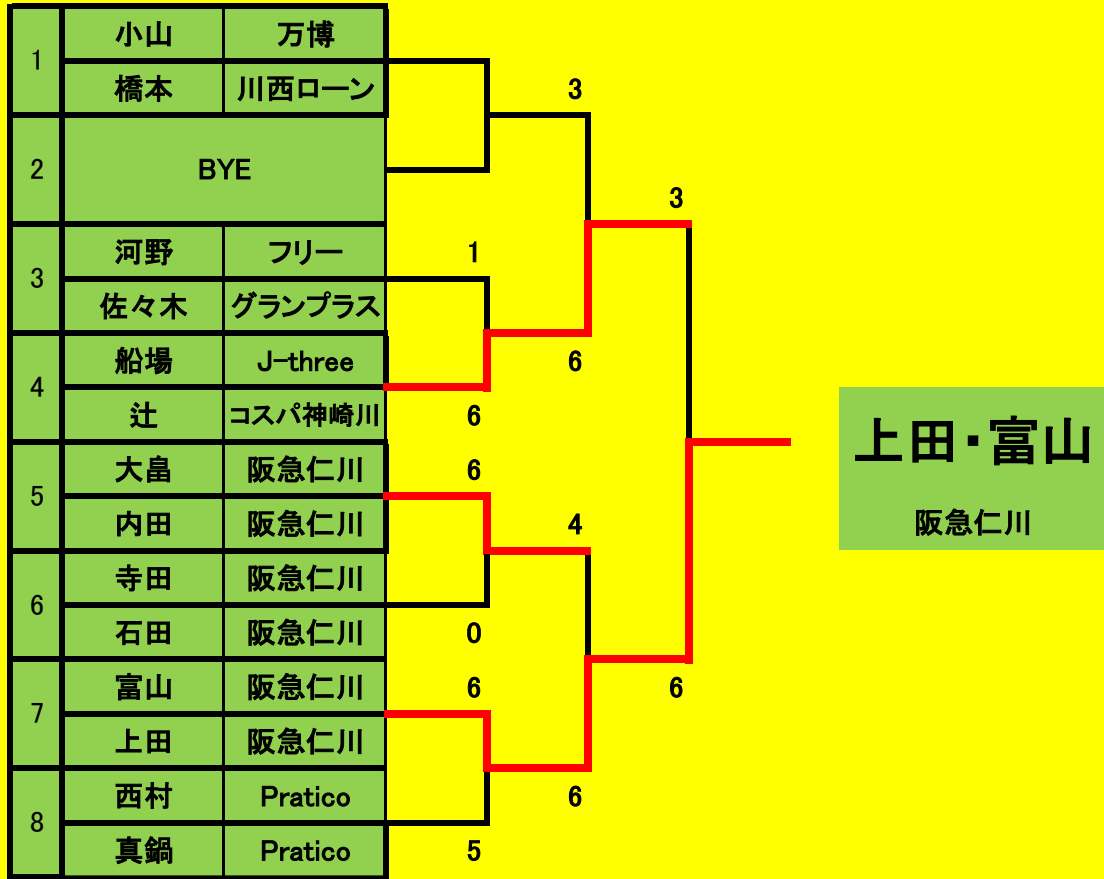 1 小山 万博
橋本 川西ローン
3
2 BYE
3
3 河野 フリー 1
佐々木 グランプラス
4 船場 J-three 6
辻 コスパ神崎川 6
上田・富山
5 大畠 阪急仁川 6
内田 阪急仁川 4
阪急仁川
6 寺田 阪急仁川
石田 阪急仁川 0
7 富山 阪急仁川 6 6
上田 阪急仁川
8 西村 Pratico 6
真鍋 Pratico 5